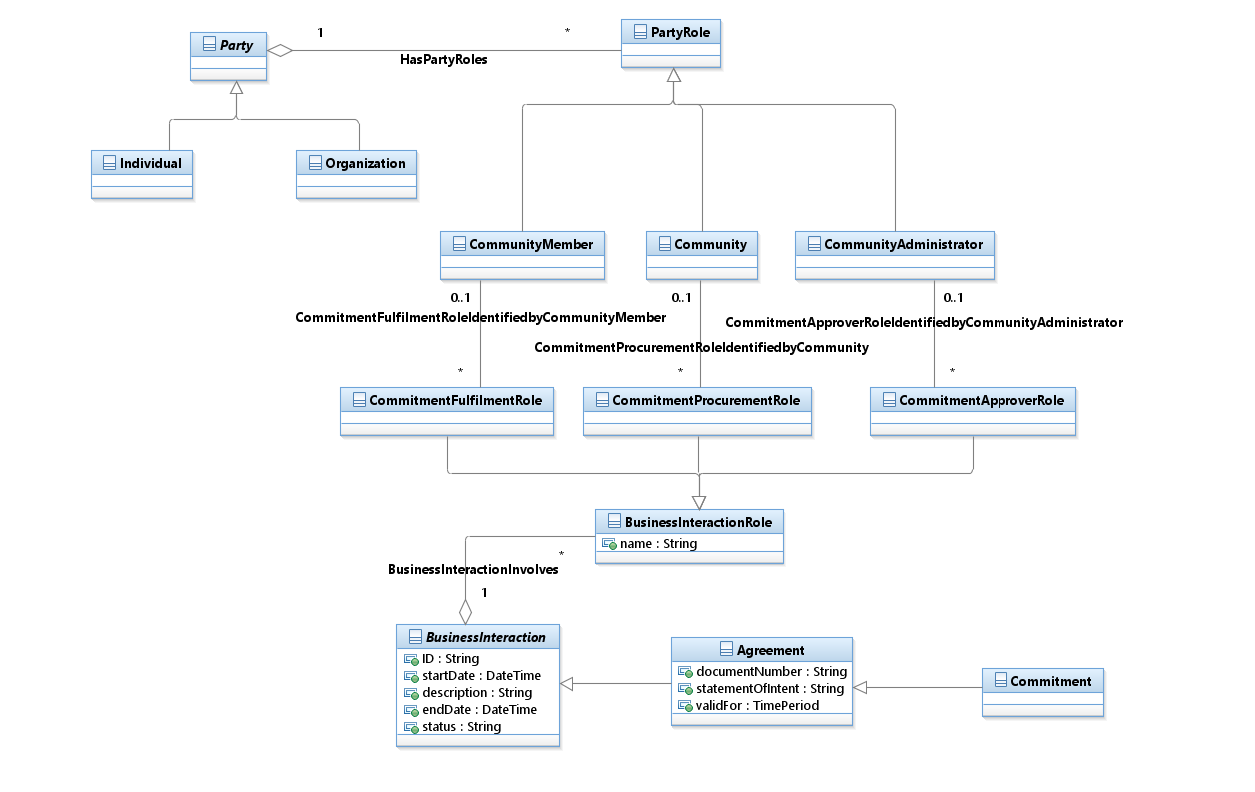 1
*
PartyRole
Party
HasPartyRoles
Individual
Organization
CommunityMember
Community
CommunityAdministrator
0..1
0..1
0..1
CommitmentFulfilmentRoleIdentifiedbyCommunityMember
CommitmentApproverRoleIdentifiedbyCommunityAdministrator
CommitmentProcurementRoleIdentifiedbyCommunity
*
*
*
CommitmentFulfilmentRole
CommitmentProcurementRole
CommitmentApproverRole
BusinessInteractionRole
name : String
*
BusinessInteractionInvolves
1
BusinessInteraction
ID : String
startDate : DateTime
description : String
endDate : DateTime
status : String
Agreement
documentNumber : String
statementOfIntent : String
validFor : TimePeriod
Commitment